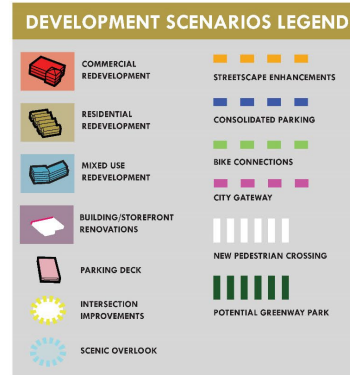 DEVELOPMENT SCENARIOS LEGEND
COMMERCIAL
REDEVELOPMENT
RESIDENTIAL
REDEVELOPMENT
MIXED USE
REDEVELOPMENT
BUILDING/STOREFRONT
RENOVATIONS
PARKING DECK
INTERSECTION
IMPROVEMENTS
SCENIC OVERLOOK
STREETSCAPE ENHANCEMENTS
CONSOLIDATED PARKING
BIKE CONNECTIONS
CITY GATEWAY
NEW PEDESTRIAN CROSSING
POTENTIAL GREENWAY PARK